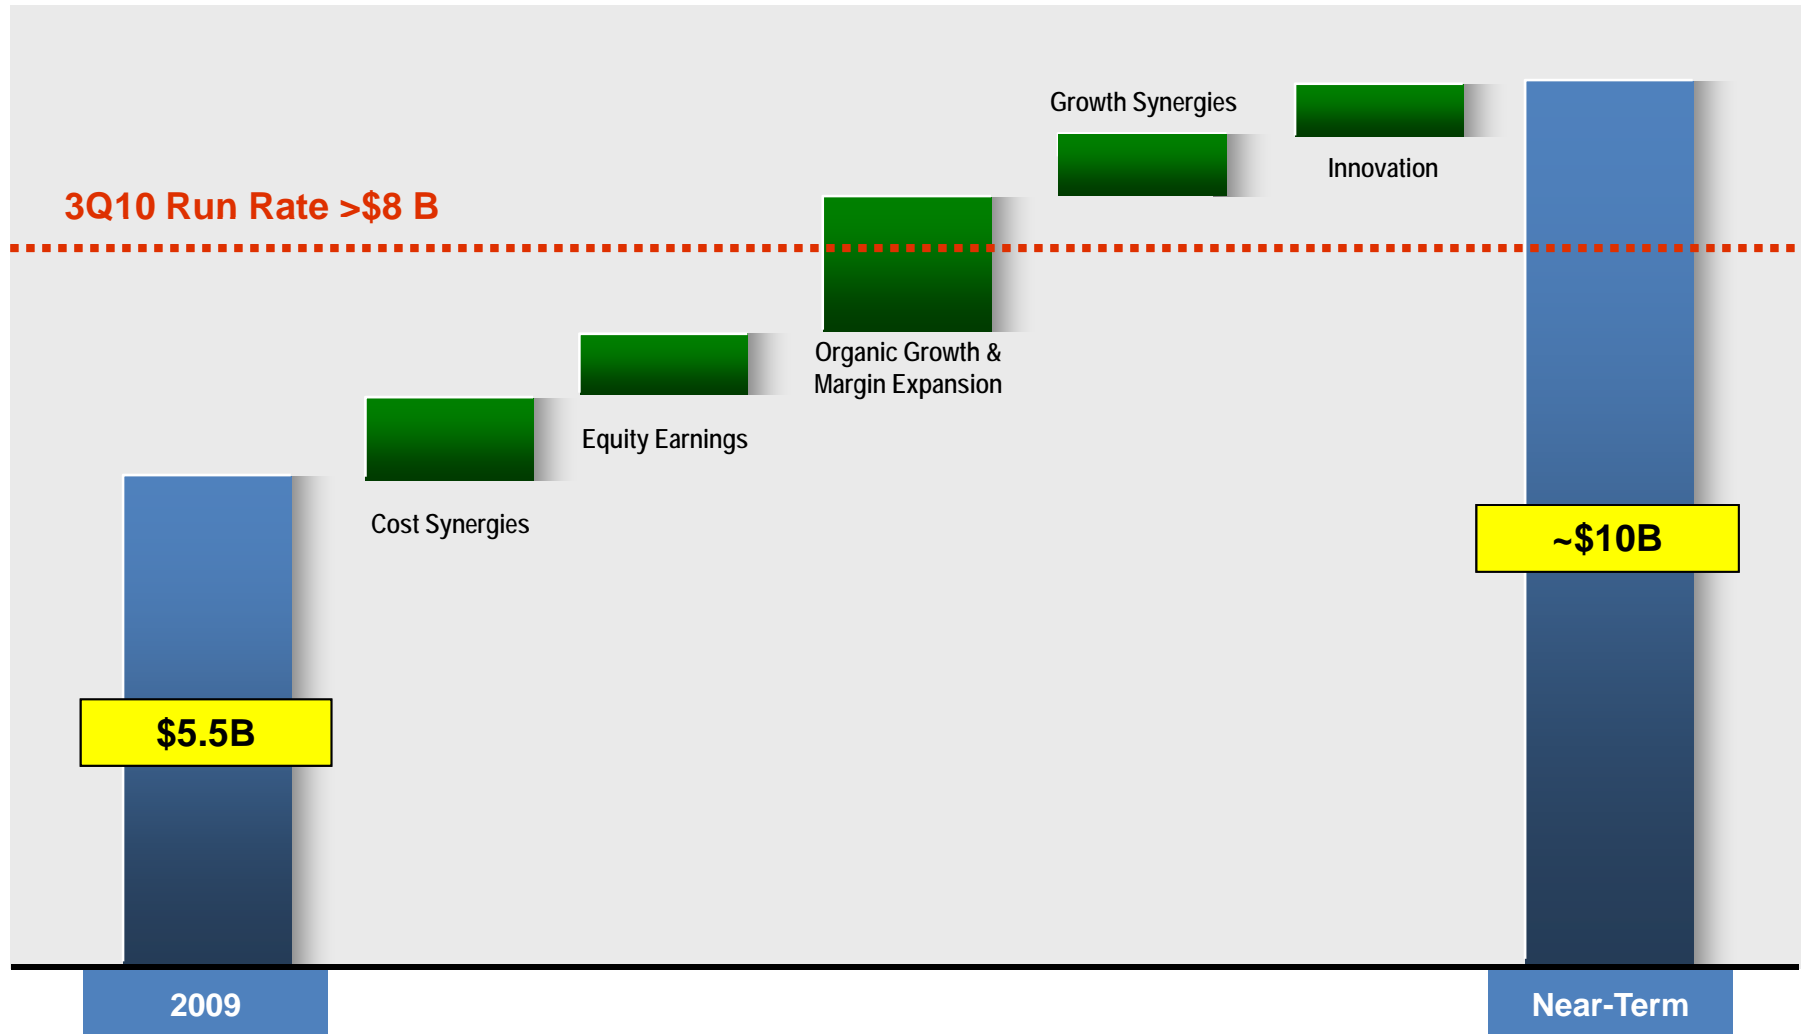 Growth Synergies
Innovation
3Q10 Run Rate >$8 B
Organic Growth &
Margin Expansion
Equity Earnings
Cost Synergies
~$10B
$5.5B
2009
Near-Term